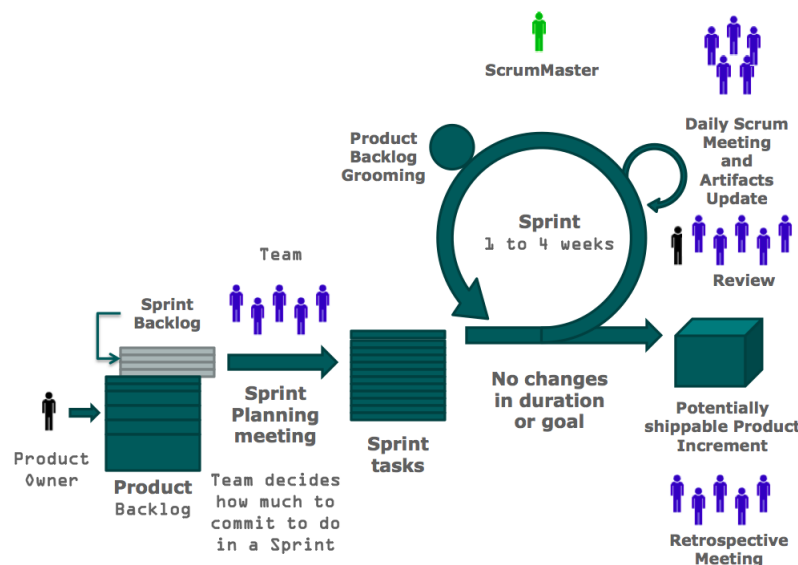 ScrumMaster
Product
Backlog
Grooming
Daily Scrum
Meeting
and
Artifacts
Update
Sprint
1 to 4 weeks
Review
Team
Sprint
Backlog
Sprint
Planning
meeting
No changes
in duration
or goal
Potentially
shippable Product
Increment
Product
Owner
Product
Backlog
Team decides
how much to
commit to do
in a Sprint
Sprint
tasks
Retrospective
Meeting